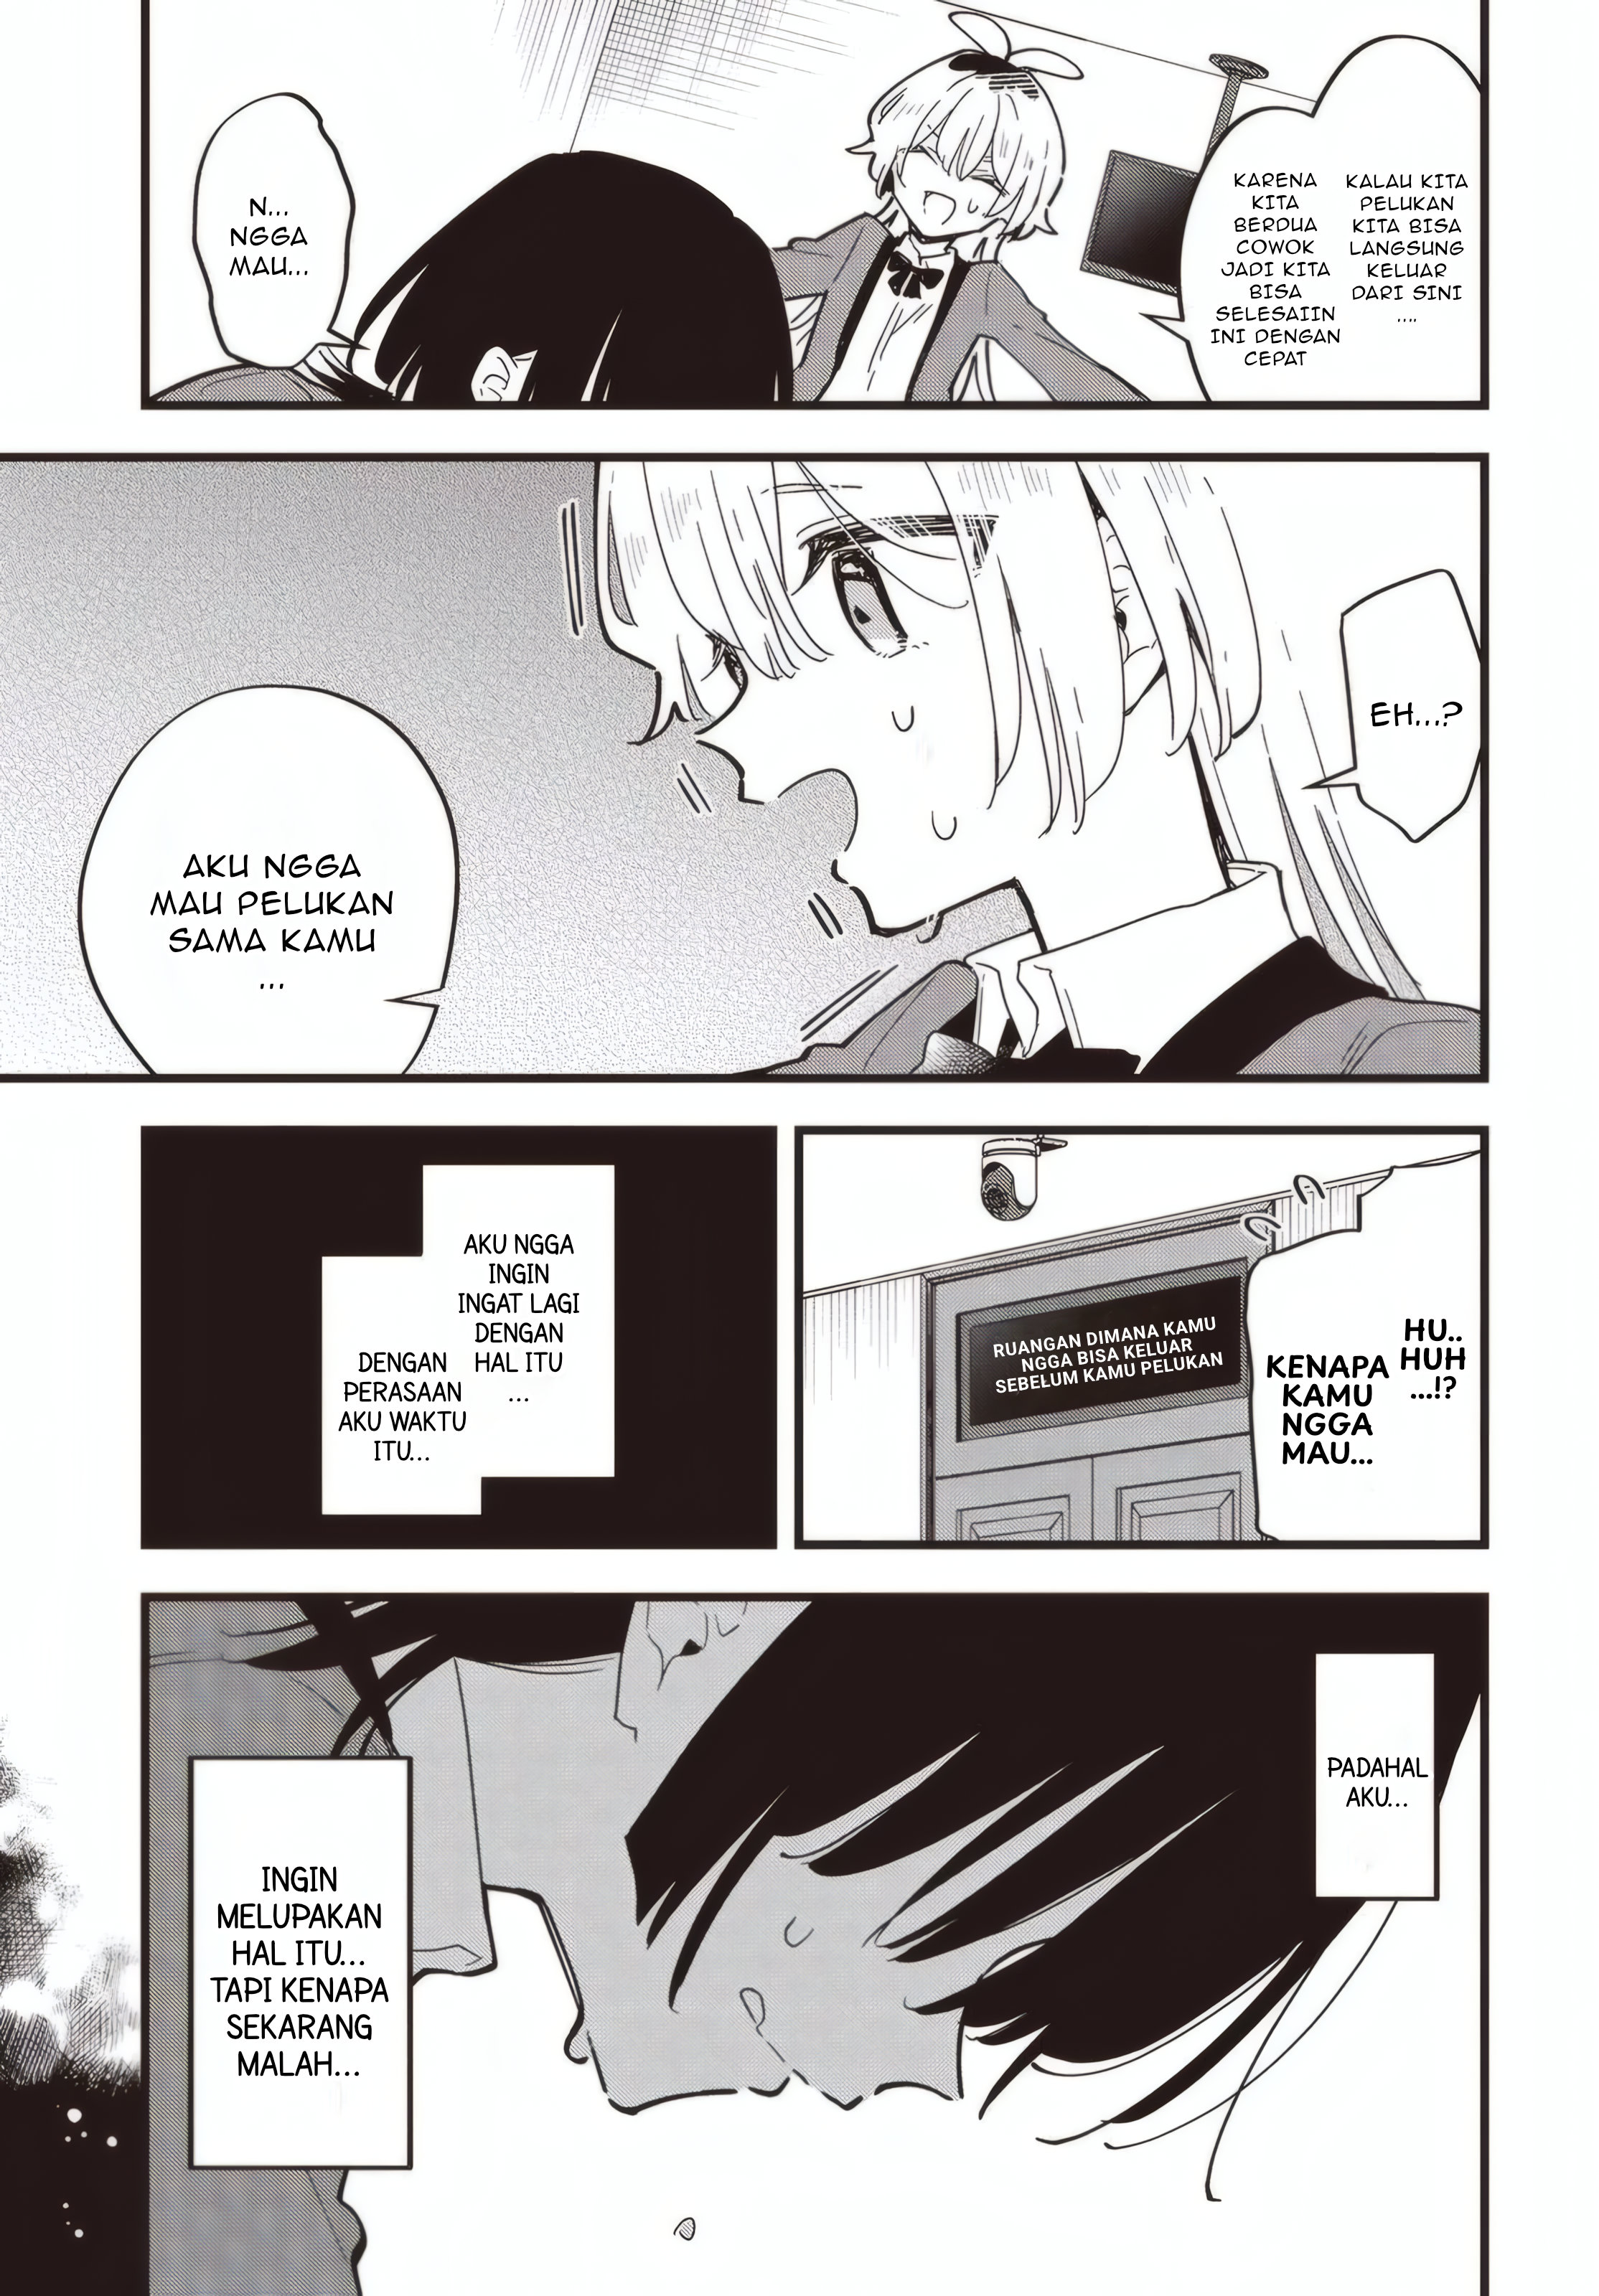 KALAU KITA
PELUKAN
KITA BISA
LANGSUNG
KELUAR
DARI SINI
....
KARENA
KITA
BERDUA
COWOK
JADI KITA
BISA
SELESAIIN
INI DENGAN
CEPAT
N...
NGGA
MAU...
EH...?
AKU NGGA
MAU PELUKAN
SAMA KAMU
...
HU..
HUH
...!?
KENAPA
KAMU
NGGA
MAU...
RUANGAN DIMANA KAMU
NGGA BISA KELUAR
SEBELUM KAMU PELUKAN
AKU NGGA
INGIN
INGAT LAGI
DENGAN
HAL ITU
...
DENGAN
PERASAAN
AKU WAKTU
ITU...
PADAHAL
AKU...
INGIN
MELUPAKAN
HAL ITU...
TAPI KENAPA
SEKARANG
MALAH...